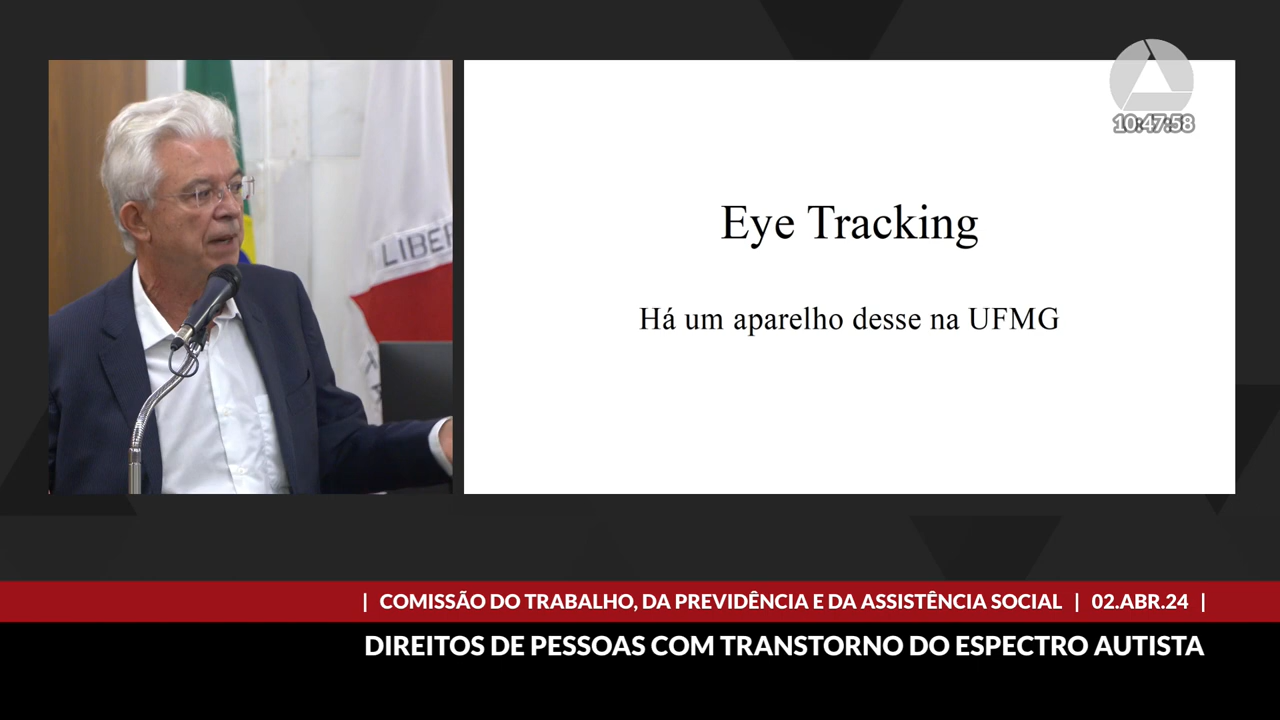 10:47:58
Eye Tracking
Há um aparelho desse na UFMG
LIBER
| COMISSÃO DO TRABALHO, DA PREVIDÊNCIA E DA ASSISTÊNCIA SOCIAL | 02.ABR.24 |
DIREITOS DE PESSOAS COM TRANSTORNO DO ESPECTRO AUTISTA